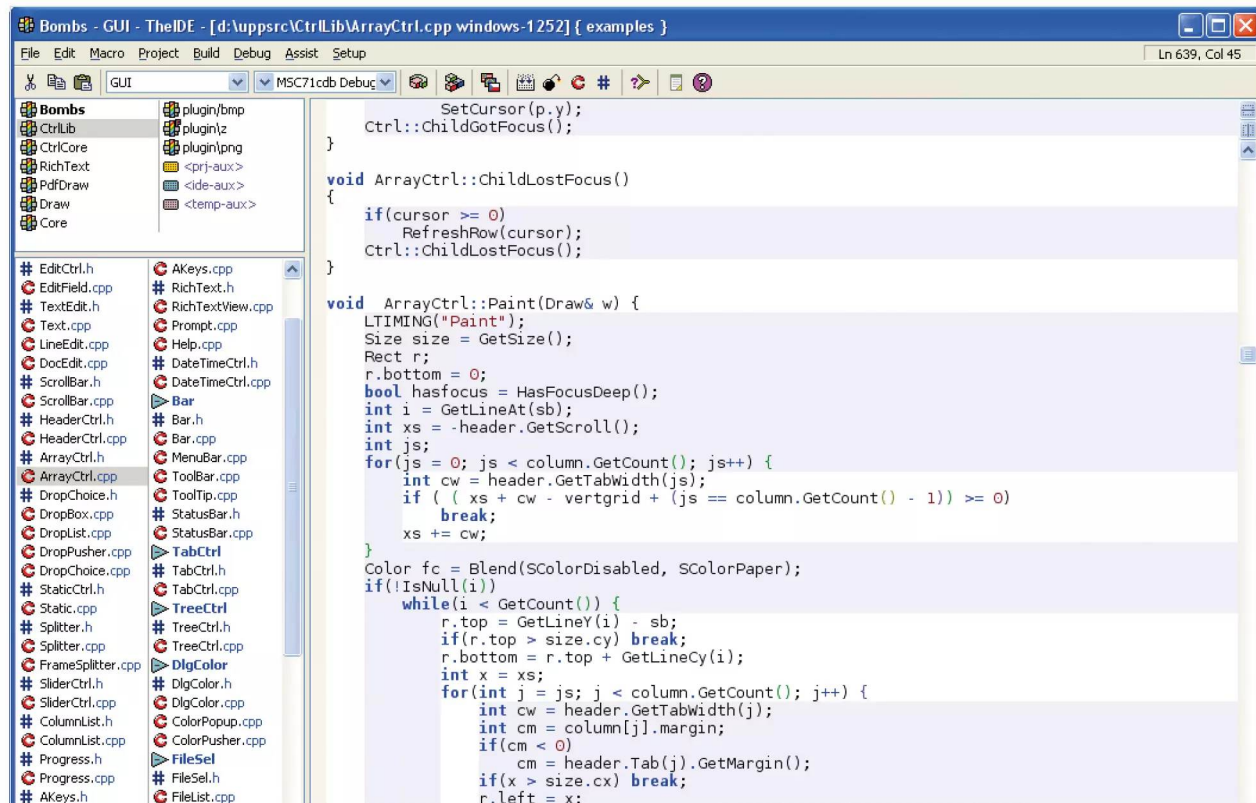 Bombs - GUI - TheIDE - [d:\uppsrc\CtrlLib\ArrayCtrl.cpp windows-1252] { examples }
File Edit Macro Project Build Debug Assist Setup
Ln 639, Col 45
GUI
MSC71cdb Debug
Bombs
CtrlLib
CtrlCore
RichText
PdfDraw
Draw
Core
plugin/bmp
plugin\z
plugin\png
<prj-aux>
<ide-aux>
<temp-aux>
EditCtrl.h
EditField.cpp
TextEdit.h
Text.cpp
LineEdit.cpp
DocEdit.cpp
ScrollBar.h
ScrollBar.cpp
HeaderCtrl.h
HeaderCtrl.cpp
ArrayCtrl.h
ArrayCtrl.cpp
DropChoice.h
DropBox.cpp
DropList.cpp
DropPusher.cpp
DropChoice.cpp
StaticCtrl.h
Static.cpp
Splitter.h
Splitter.cpp
FrameSplitter.cpp
SliderCtrl.h
SliderCtrl.cpp
ColumnList.h
ColumnList.cpp
Progress.h
Progress.cpp
AKeys.h
AKeys.cpp
RichText.h
RichTextView.cpp
Prompt.cpp
Help.cpp
DateTimeCtrl.h
DateTimeCtrl.cpp
Bar
Bar.h
Bar.cpp
MenuBar.cpp
ToolBar.cpp
ToolTip.cpp
StatusBar.h
StatusBar.cpp
TabCtrl
TabCtrl.h
TabCtrl.cpp
TreeCtrl
TreeCtrl.h
TreeCtrl.cpp
DlgColor
DlgColor.h
DlgColor.cpp
ColorPopup.cpp
ColorPusher.cpp
FileSel
FileSel.h
FileList.cpp
SetCursor(p.y);
Ctrl::ChildGotFocus();
}
void ArrayCtrl::ChildLostFocus()
{
if(cursor >= 0)
RefreshRow(cursor);
Ctrl::ChildLostFocus();
}
void  ArrayCtrl::Paint(Draw& w) {
LTIMING("Paint");
Size size = GetSize();
Rect r;
r.bottom = 0;
bool hasfocus = HasFocusDeep();
int i = GetLineAt(sb);
int xs = -header.GetScroll();
int js;
for(js = 0; js < column.GetCount(); js++) {
int cw = header.GetTabWidth(js);
if ( ( xs + cw - vertgrid + (js == column.GetCount() - 1)) >= 0)
break;
xs += cw;
}
Color fc = Blend(SColorDisabled, SColorPaper);
if(!IsNull(i))
while(i < GetCount()) {
r.top = GetLineY(i) - sb;
if(r.top > size.cy) break;
r.bottom = r.top + GetLineCy(i);
int x = xs;
for(int j = js; j < column.GetCount(); j++) {
int cw = header.GetTabWidth(j);
int cm = column[j].margin;
if(cm < 0)
cm = header.Tab(j).GetMargin();
if(x > size.cx) break;
r.left = x;